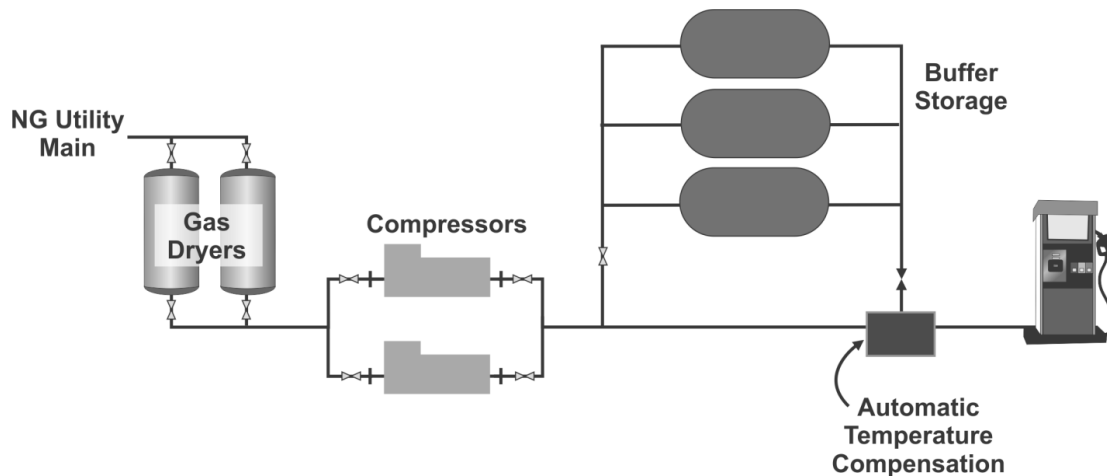 NG Utility
Main
Gas
Dryers
Compressors
Buffer
Storage
Automatic
Temperature
Compensation